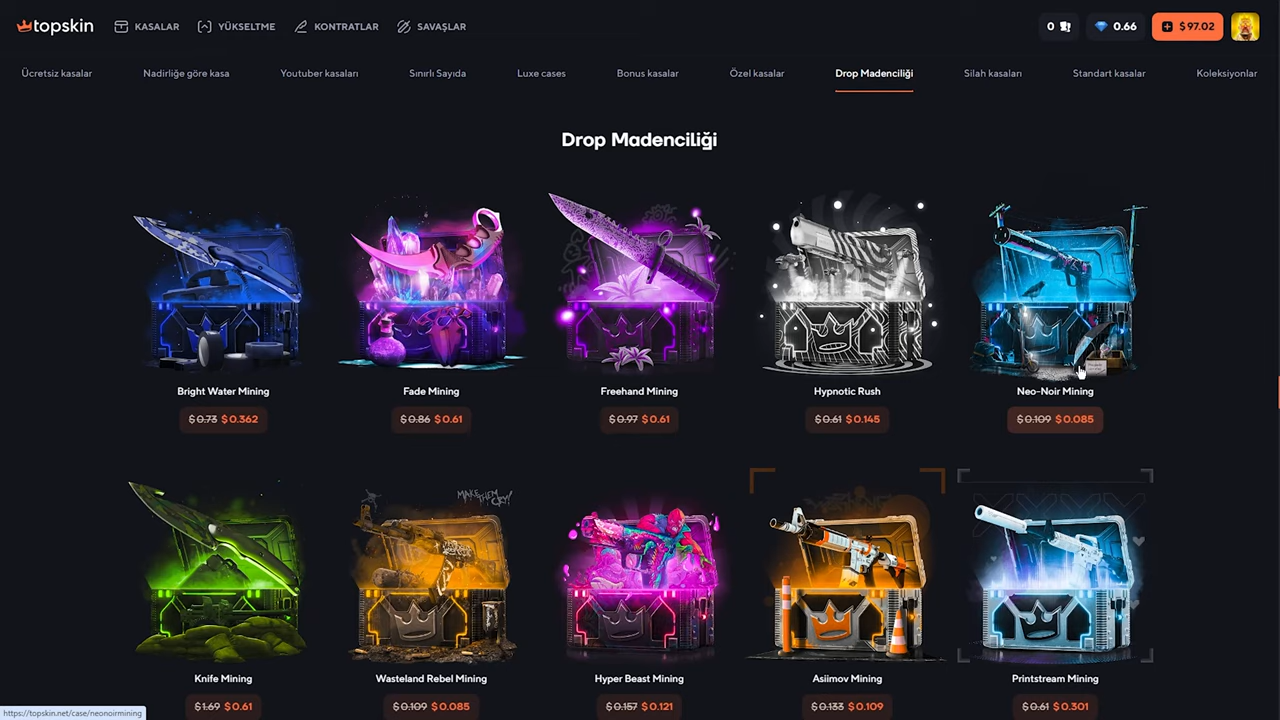 topskin
KASALAR
YÜKSELTME
KONTRATLAR
SAVAŞLAR
0
0.66
$ 97.02
Ücretsiz kasalar
Nadirliğe göre kasa
Youtuber kasaları
Sınırlı Sayıda
Luxe cases
Bonus kasalar
Özel kasalar
Drop Madenciliği
Silah kasaları
Standart kasalar
Koleksiyonlar
Drop Madenciliği
Bright Water Mining
Fade Mining
Freehand Mining
Hypnotic Rush
Neo-Noir Mining
$ 0.73 $ 0.362
$ 0.86 $ 0.61
$ 0.97 $ 0.61
$ 0.61 $ 0.145
$ 0.109 $ 0.085
Knife Mining
Wasteland Rebel Mining
Hyper Beast Mining
Asiimov Mining
Printstream Mining
$ 1.69 $ 0.61
$ 0.109 $ 0.085
$ 0.157 $ 0.121
$ 0.133 $ 0.109
$ 0.61 $ 0.301
https://topskin.net/case/neonoirmining